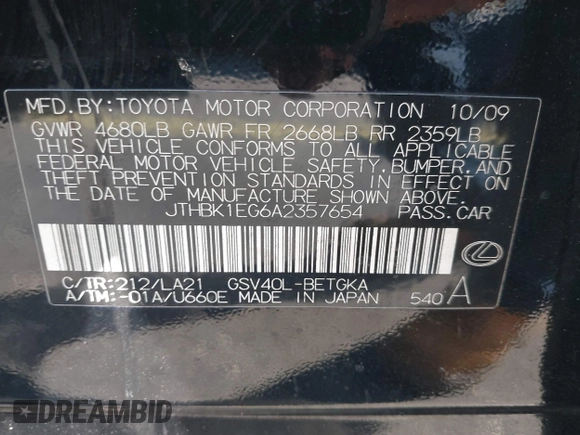 MFD.BY:TOYOTA MOTOR CORPORATION 10/09
GVWR 4680LB GAWR FR 2668LB RR 2359LB
THIS VEHICLE CONFORMS TO ALL APPLICABLE
FEDERAL MOTOR VEHICLE SAFETY,BUMPER,AND
THEFT PREVENTION STANDARDS IN EFFECT ON
THE DATE OF MANUFACTURE SHOWN ABOVE.
JTHBK1EG6A2357654 PASS.CAR
C/TR:212/LA21 GSV40L-BETGKA
A/TM:-01A/U660E MADE IN JAPAN 540 A
DREAMBID